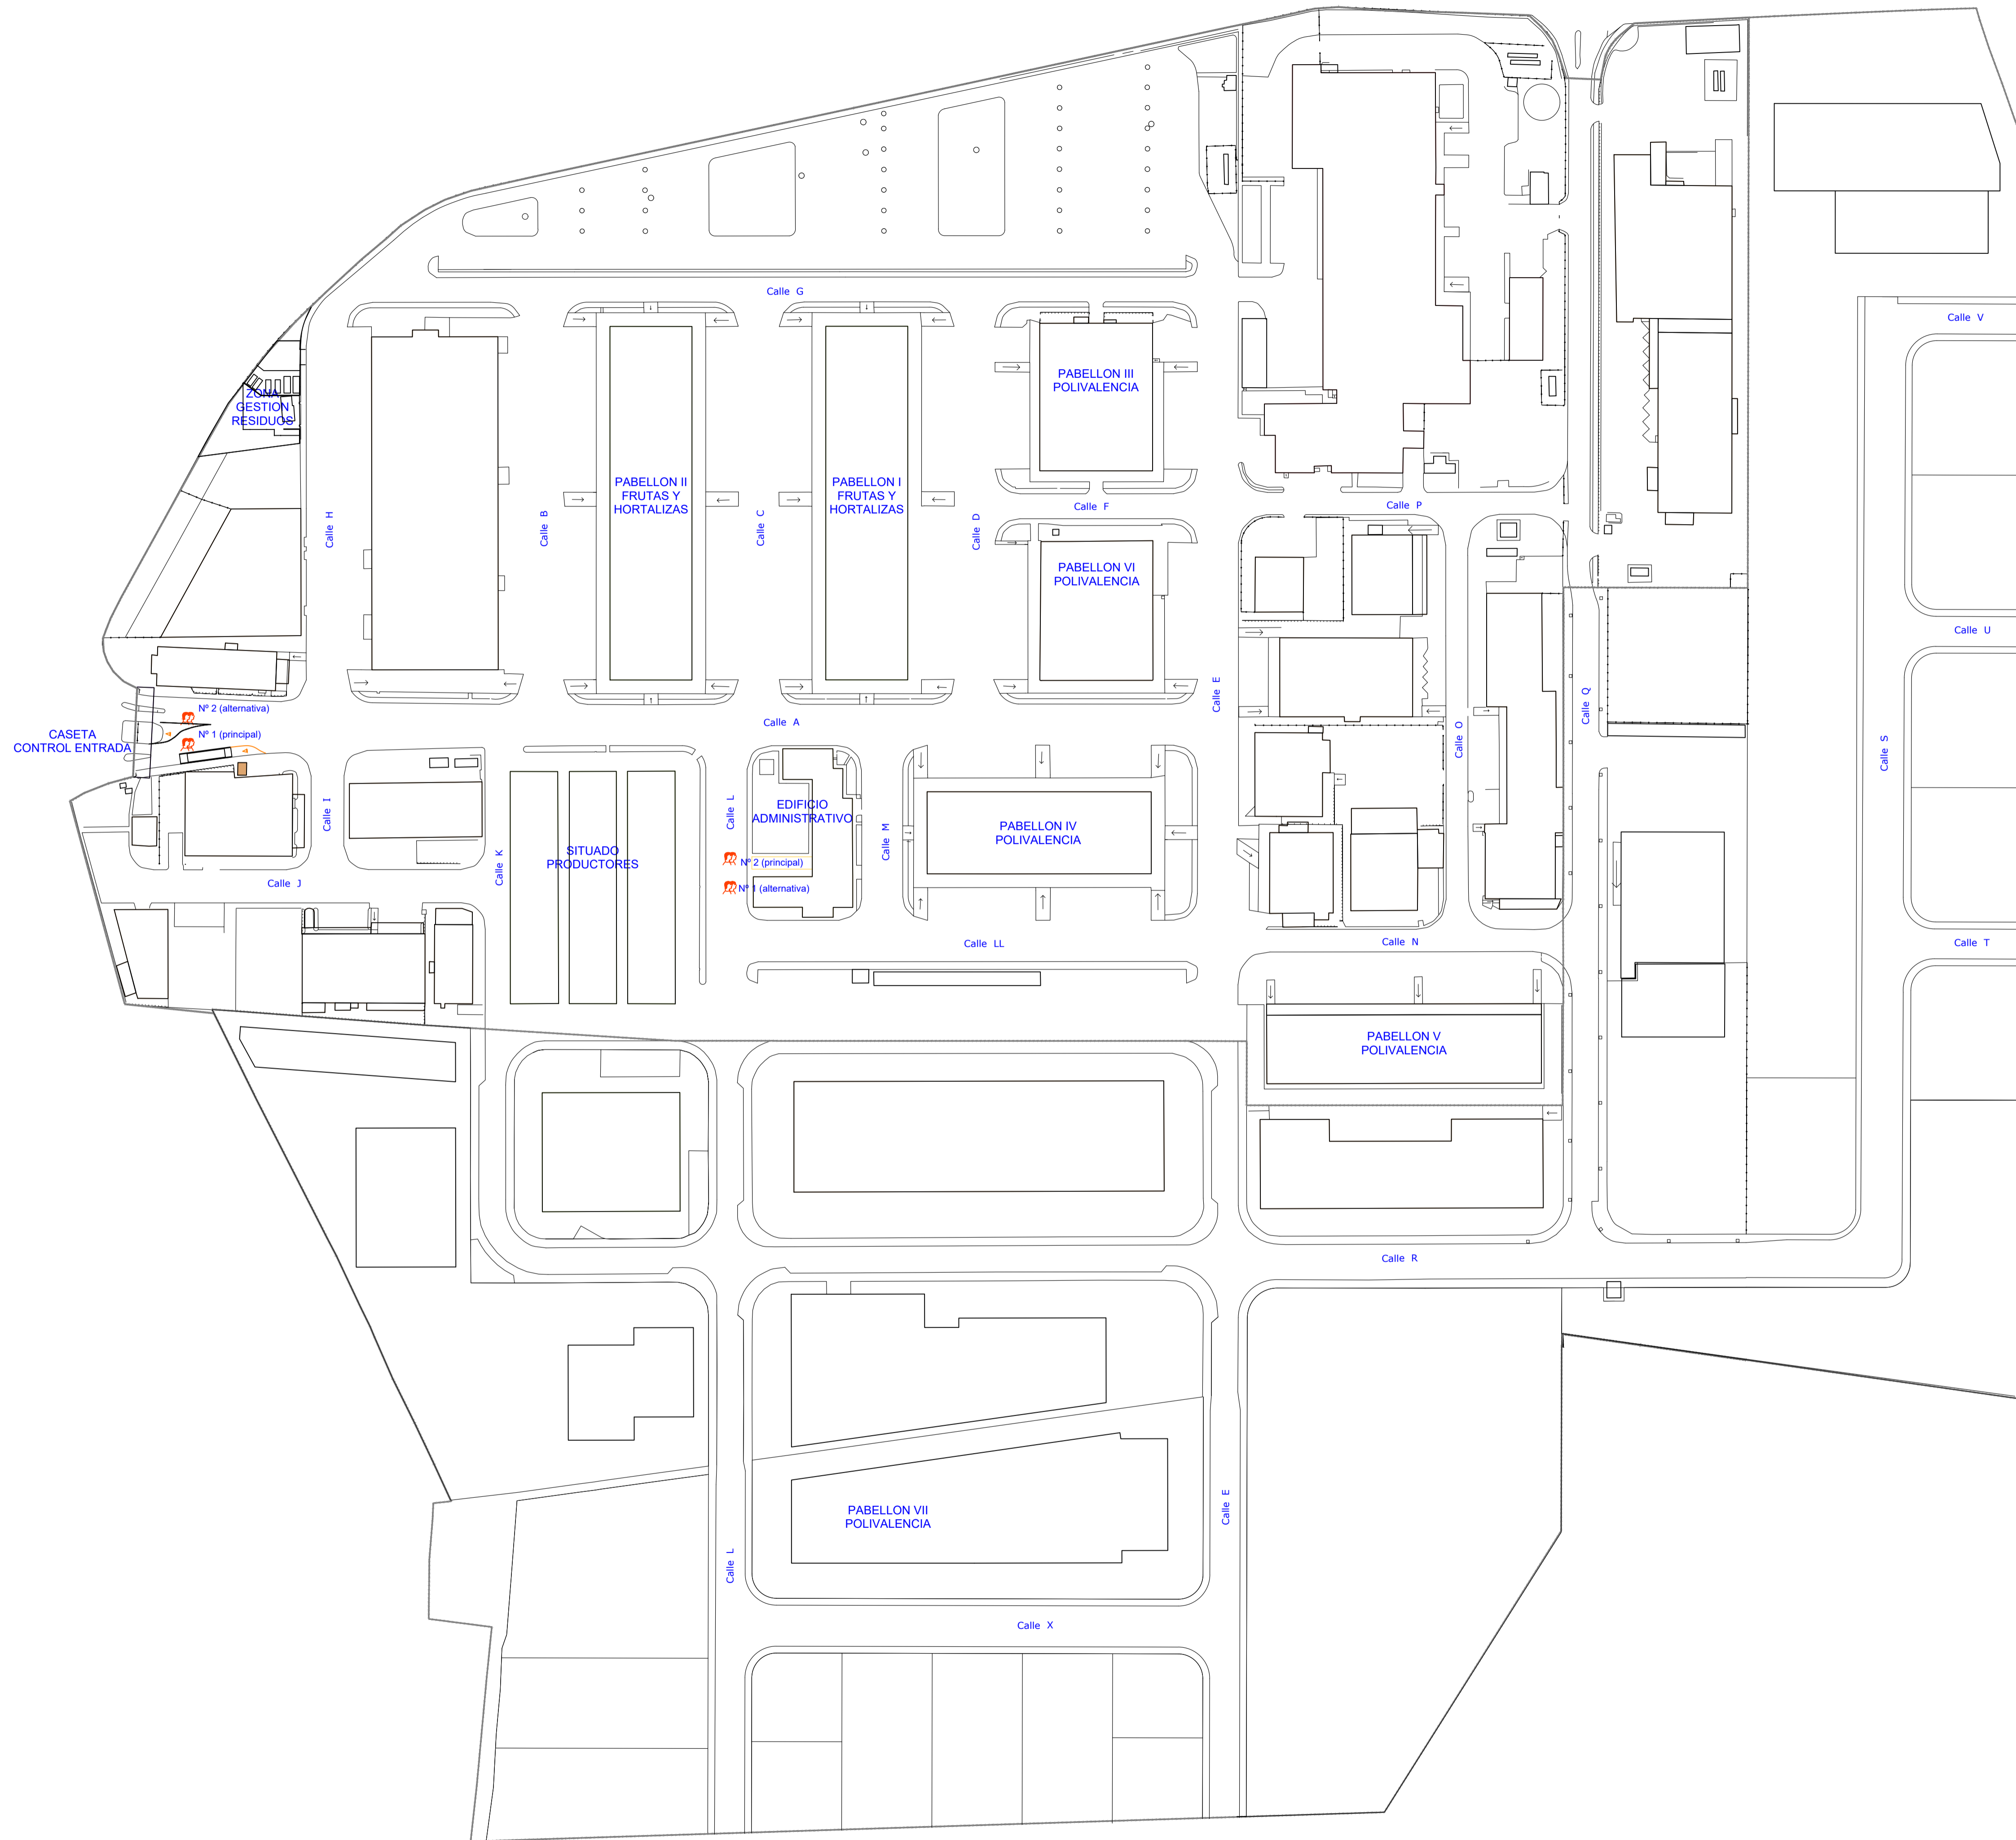 Calle G
Calle V
PABELLON III
POLIVALENCIA
ZONA
GESTION
RESIDUOS
PABELLON II
FRUTAS Y
HORTALIZAS
PABELLON I
FRUTAS Y
HORTALIZAS
Calle F
Calle P
Calle H
Calle B
Calle C
Calle D
PABELLON VI
POLIVALENCIA
Calle U
Calle E
Calle Q
Nº 2 (alternativa)
Calle A
CASETA
CONTROL ENTRADA
Nº 1 (principal)
Calle O
Calle S
Calle I
Calle L
EDIFICIO
ADMINISTRATIVO
Calle M
PABELLON IV
POLIVALENCIA
SITUADO
PRODUCTORES
Calle K
Nº 2 (principal)
Calle J
Nº 1 (alternativa)
Calle LL
Calle N
Calle T
PABELLON V
POLIVALENCIA
Calle R
PABELLON VII
POLIVALENCIA
Calle E
Calle L
Calle X